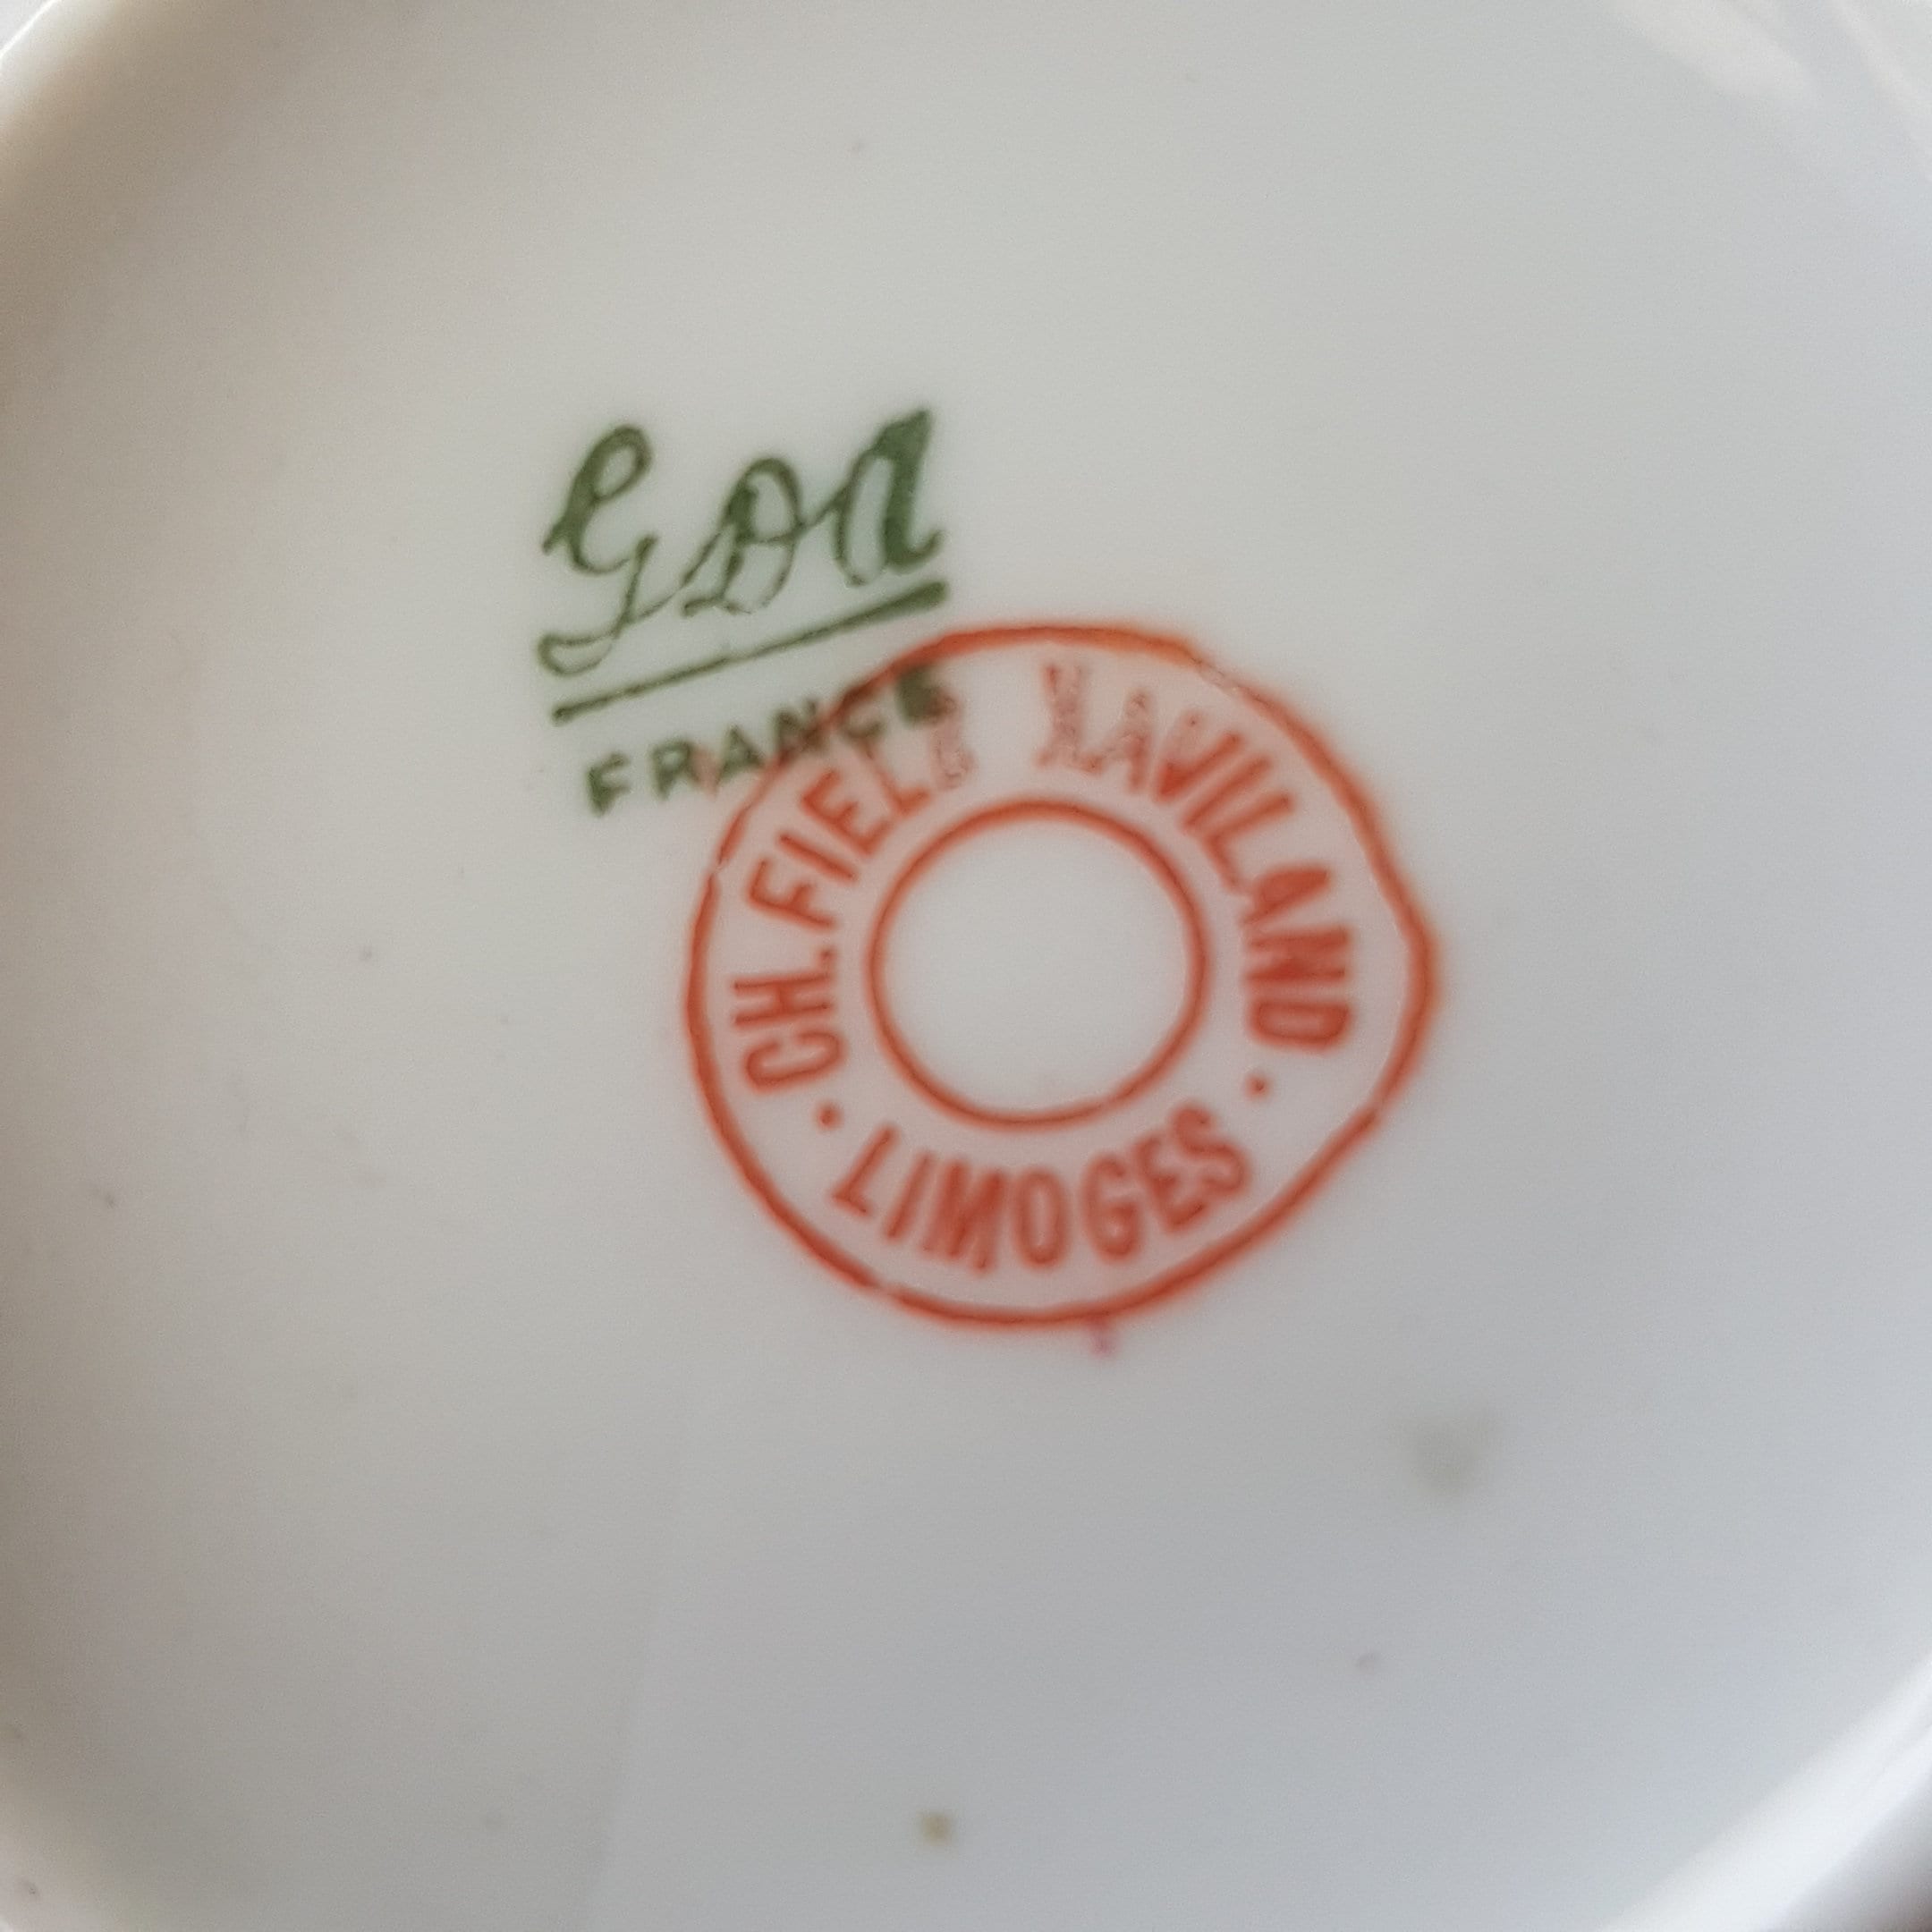 GDA
FRANCE
CH. FIELD HAVILAND
· LIMOGES ·